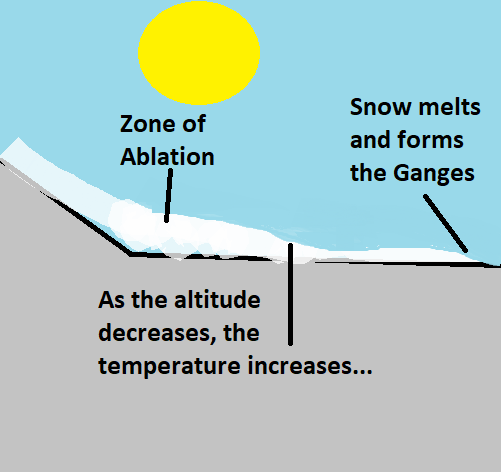 Zone of
Ablation
Snow melts
and forms
the Ganges
As the altitude
decreases, the
temperature increases...